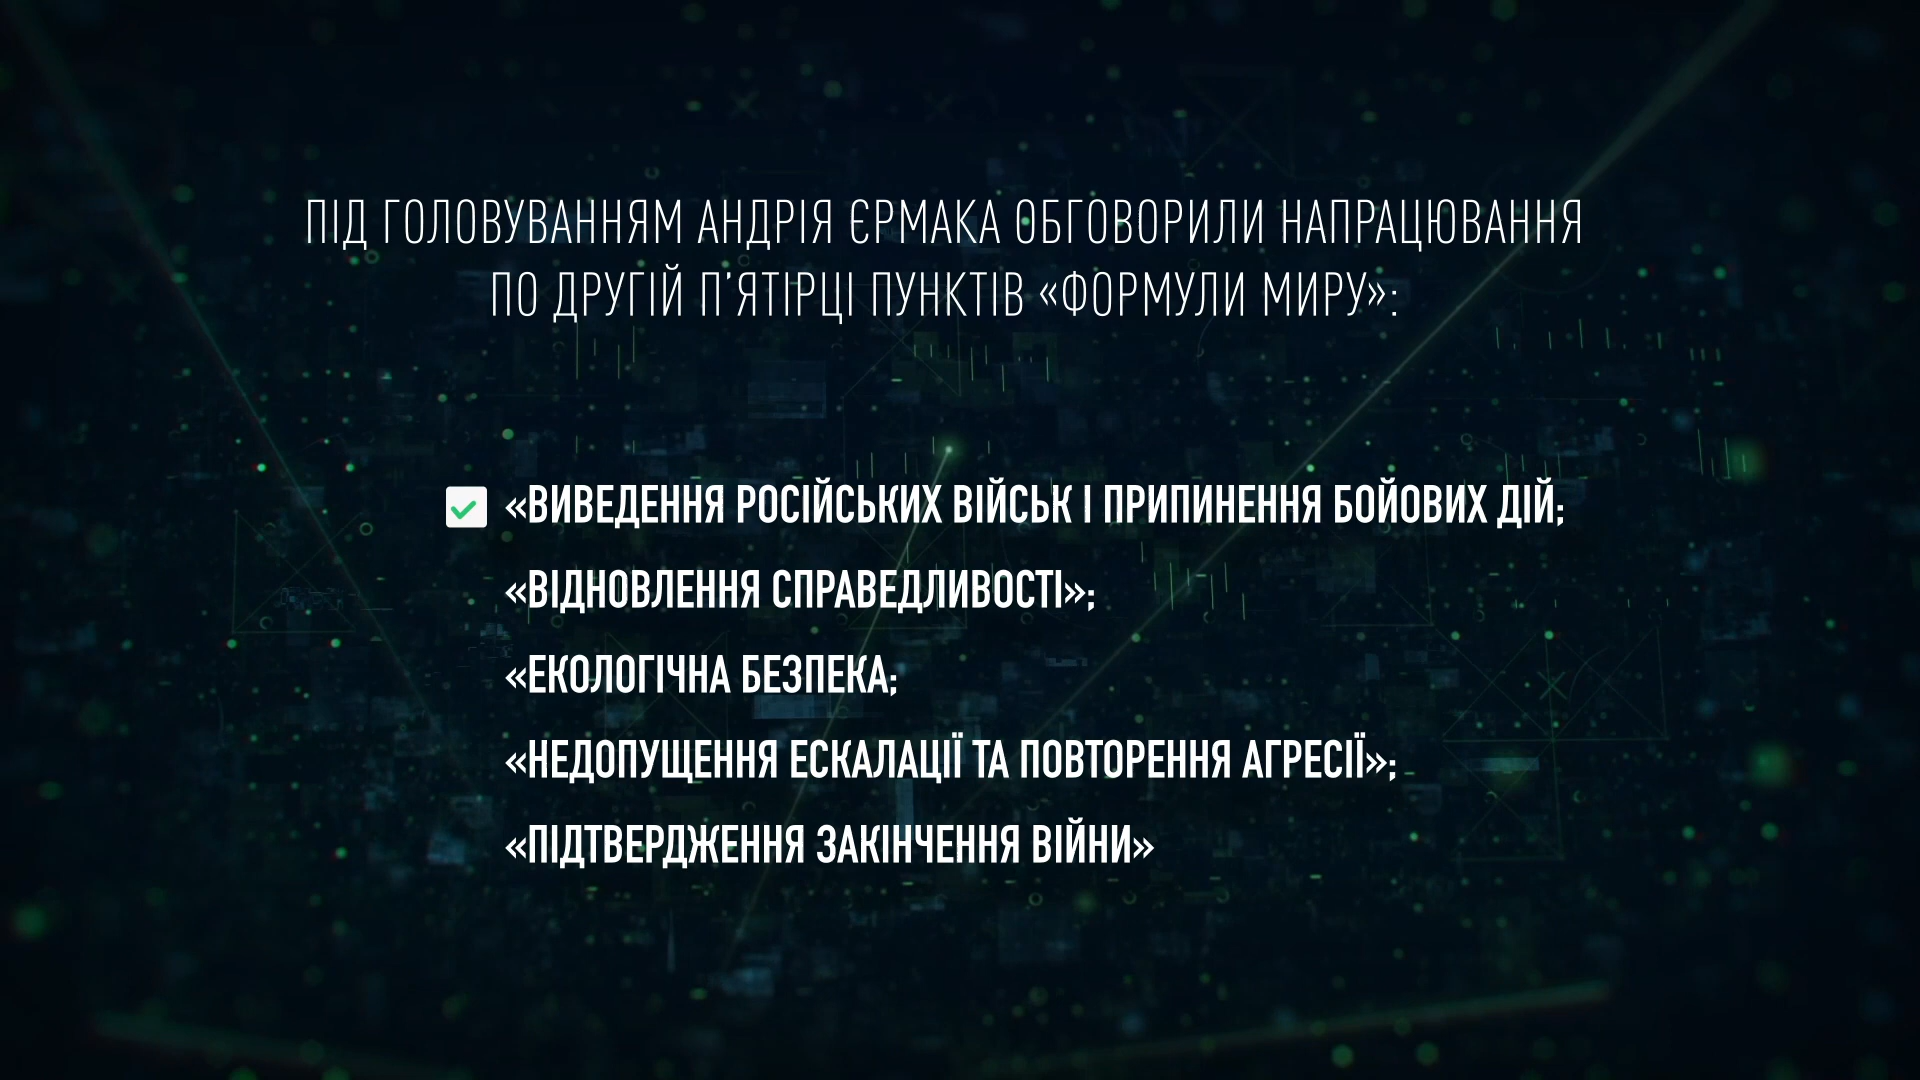 ПІД ГОЛОВУВАННЯМ АНДРІЯ ЄРМАКА ОБГОВОРИЛИ НАПРАЦЮВАННЯ
ПО ДРУГІЙ П'ЯТІРЦІ ПУНКТІВ «ФОРМУЛИ МИРУ»:
«ВИВЕДЕННЯ РОСІЙСЬКИХ ВІЙСЬК І ПРИПИНЕННЯ БОЙОВИХ ДІЙ;
«ВІДНОВЛЕННЯ СПРАВЕДЛИВОСТІ»;
«ЕКОЛОГІЧНА БЕЗПЕКА;
«НЕДОПУЩЕННЯ ЕСКАЛАЦІЇ ТА ПОВТОРЕННЯ АГРЕСІЇ»;
«ПІДТВЕРДЖЕННЯ ЗАКІНЧЕННЯ ВІЙНИ»